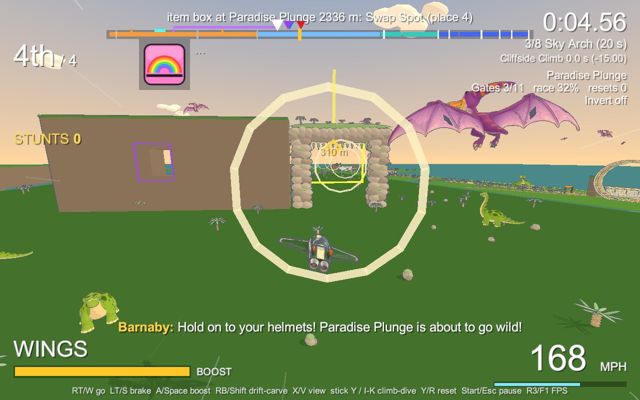 item box at Paradise Plunge 2336 m: Swap Spot (place 4)
0:04.56
4th / 4
...
3/8 Sky Arch (20 s)
Cliffside Climb 0.0 s (-15.00)
Paradise Plunge
Gates 3/11 race 32% resets 0
Invert off
STUNTS 0
310 m
Barnaby: Hold on to your helmets! Paradise Plunge is about to go wild!
WINGS
BOOST
168 MPH
RT/W go LT/S brake A/Space boost RB/Shift drift-carve X/V view stick Y / I-K climb-dive Y/R reset Start/Esc pause R3/F1 FPS